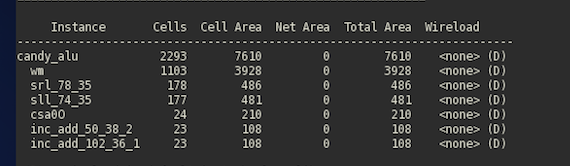 Instance Cells Cell Area Net Area Total Area Wireload
---------------------------------------------------------------------
candy_alu 2293 7610 0 7610 <none> (D)
wm 1103 3928 0 3928 <none> (D)
srl_78_35 178 486 0 486 <none> (D)
sll_74_35 177 481 0 481 <none> (D)
csa00 24 210 0 210 <none> (D)
inc_add_50_38_2 23 108 0 108 <none> (D)
inc_add_102_36_1 23 108 0 108 <none> (D)